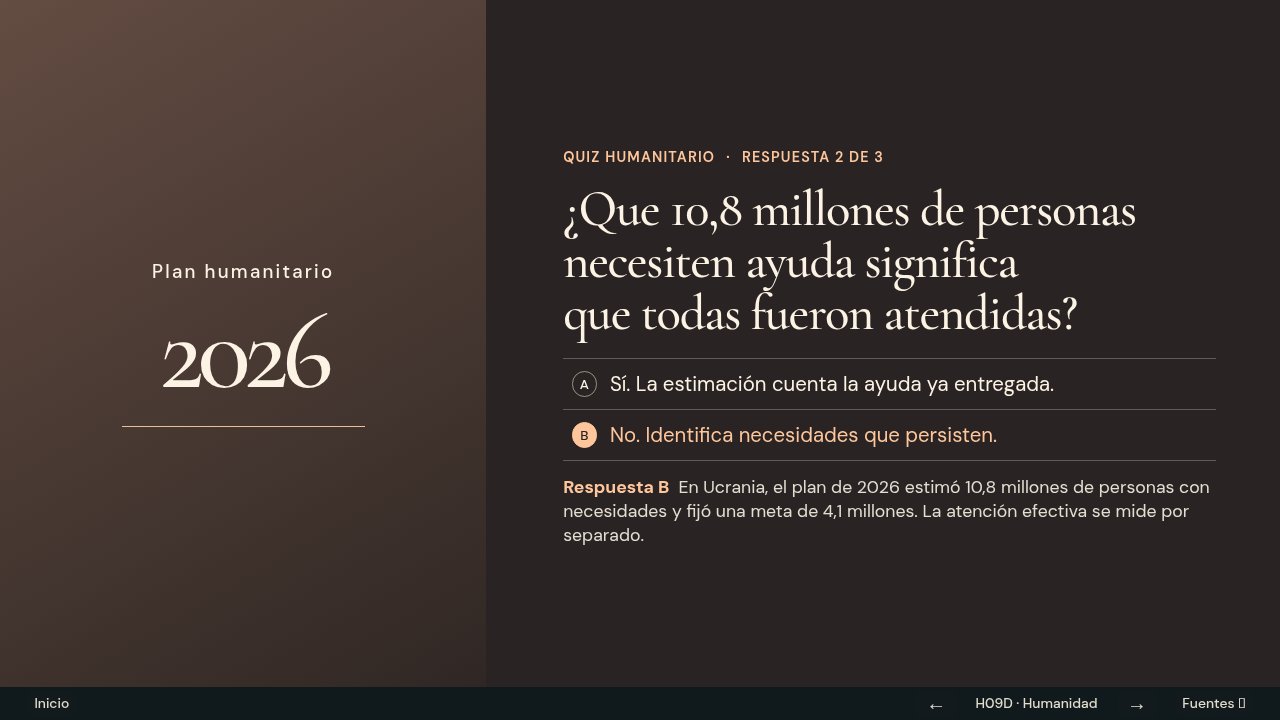 Plan humanitario
2026
QUIZ HUMANITARIO · RESPUESTA 2 DE 3
¿Que 10,8 millones de personas
necesiten ayuda significa
que todas fueron atendidas?
A Sí. La estimación cuenta la ayuda ya entregada.
B No. Identifica necesidades que persisten.
Respuesta B En Ucrania, el plan de 2026 estimó 10,8 millones de personas con
necesidades y fijó una meta de 4,1 millones. La atención efectiva se mide por
separado.
Inicio
← H09D · Humanidad → Fuentes